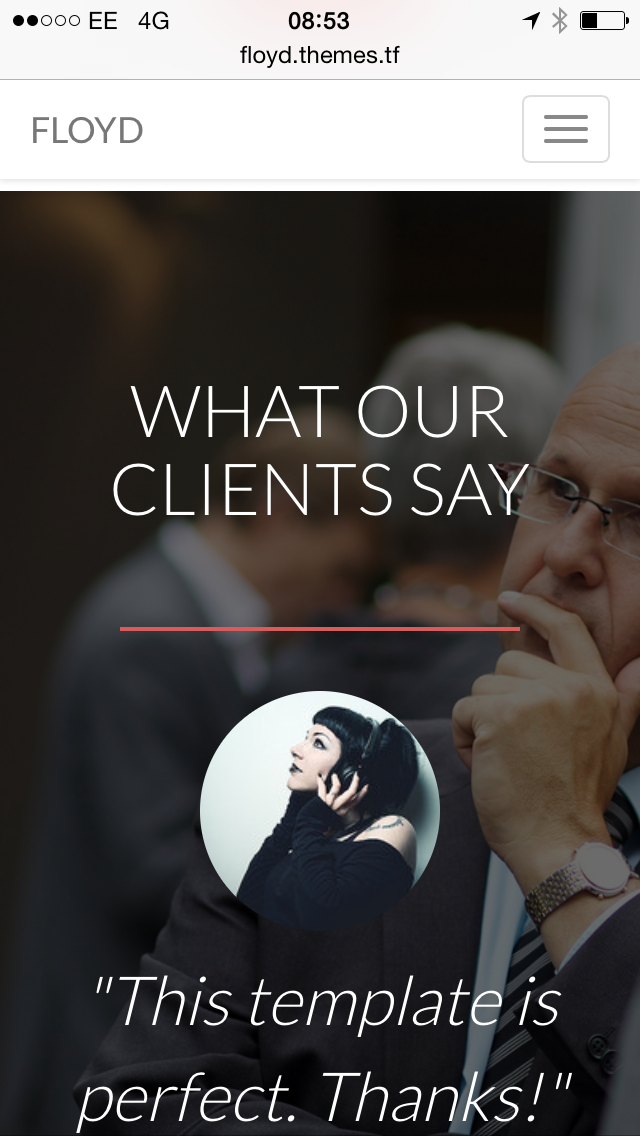 EE 4G 08:53
floyd.themes.tf
FLOYD
WHAT OUR
CLIENTS SAY
"This template is
perfect. Thanks!"